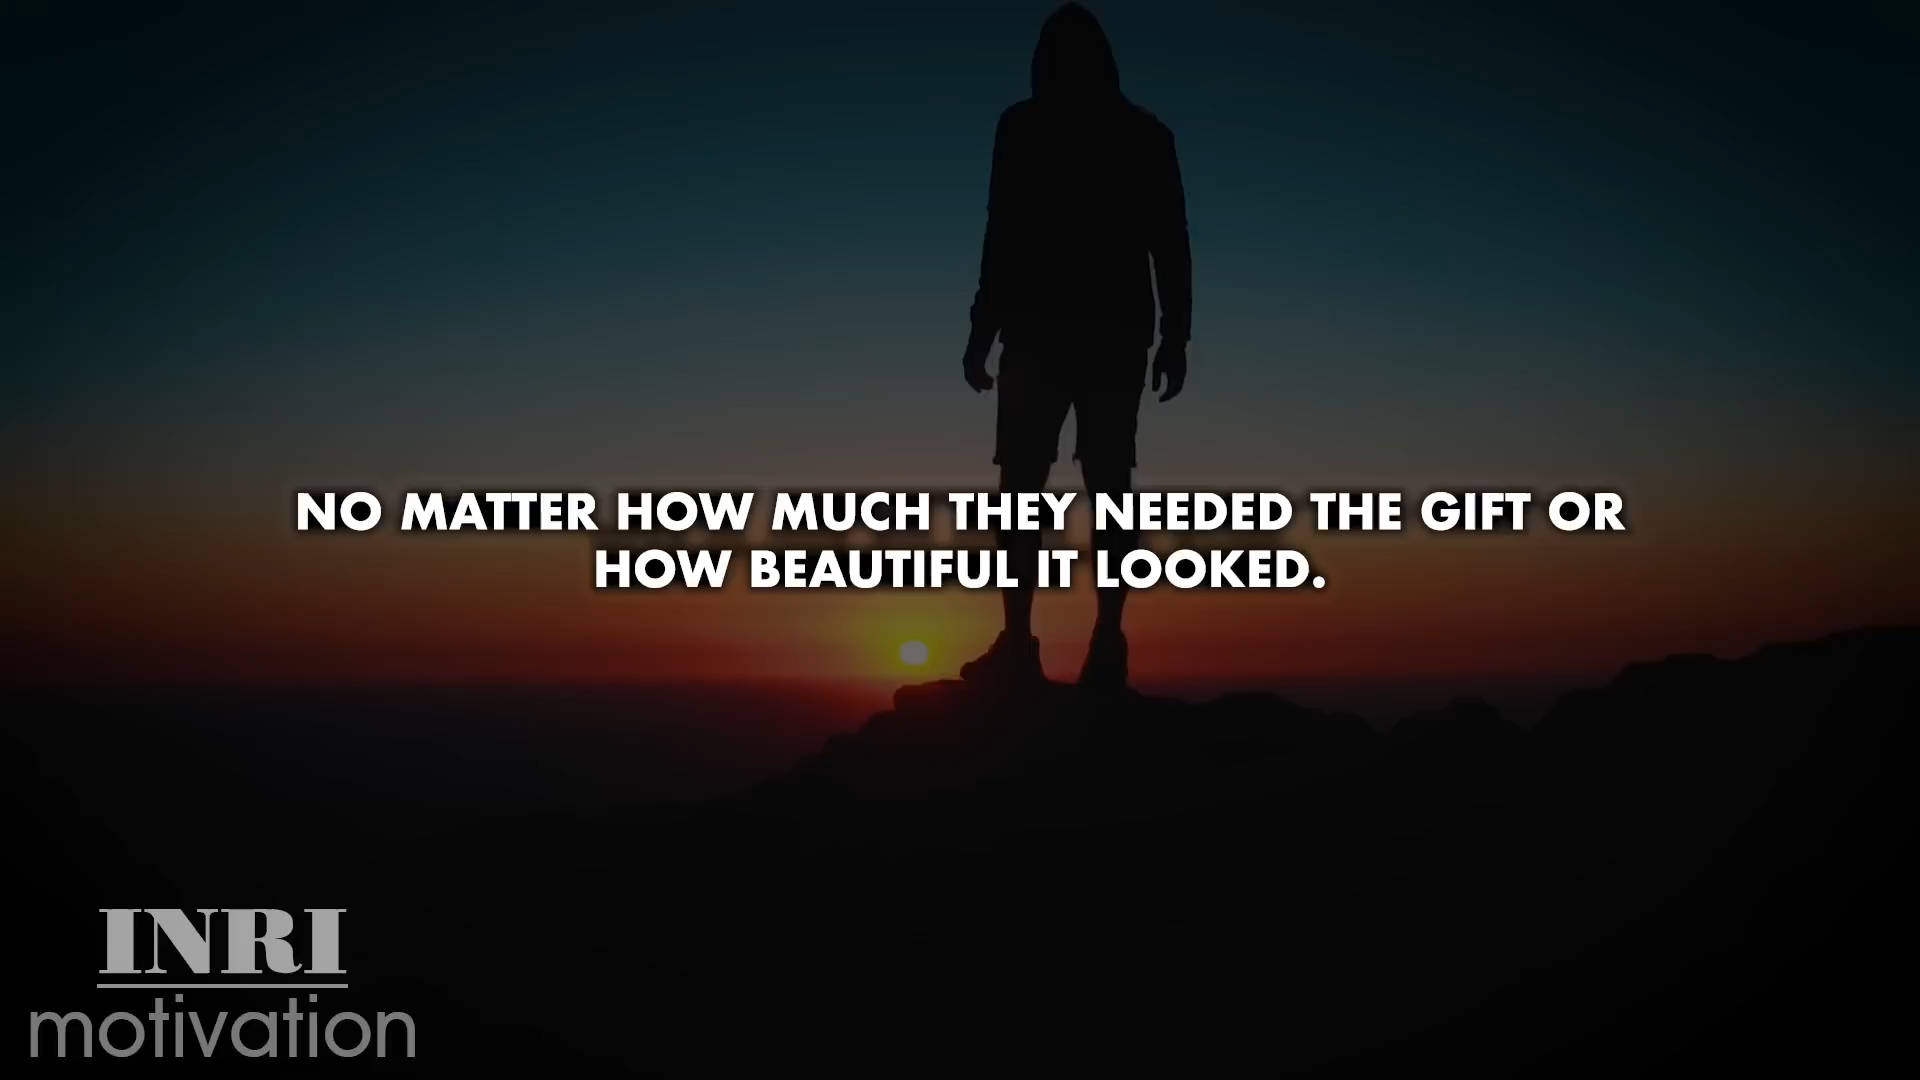 NO MATTER HOW MUCH THEY NEEDED THE GIFT OR
HOW BEAUTIFUL IT LOOKED.
INRI
motivation